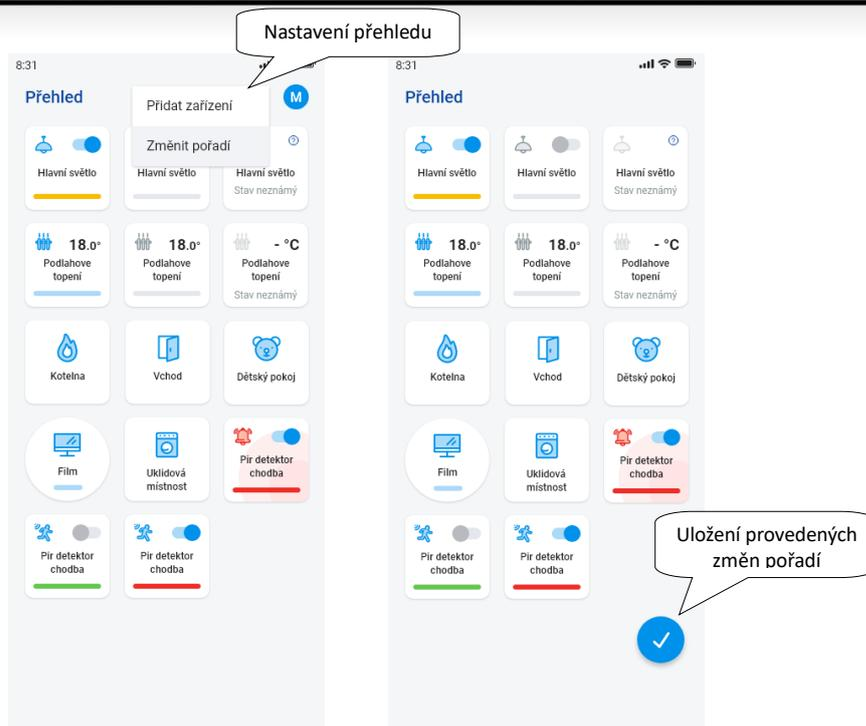 Nastavení přehledu
8:31
Přehled
Přidat zařízení
Změnit pořadí
M
Hlavní světlo
Hlavní světlo
Hlavní světlo
Stav neznámý
18.0°
18.0°
- °C
Podlahove
topení
Podlahove
topení
Podlahove
topení
Stav neznámý
Kotelna
Vchod
Dětský pokoj
Film
Uklidová
místnost
Pir detektor
chodba
Pir detektor
chodba
Pir detektor
chodba
8:31
Přehled
Hlavní světlo
Hlavní světlo
?
Hlavní světlo
Stav neznámý
18.0°
18.0°
- °C
Podlahove
topení
Podlahove
topení
Podlahove
topení
Stav neznámý
Kotelna
Vchod
Dětský pokoj
Film
Uklidová
místnost
Pir detektor
chodba
Pir detektor
chodba
Pir detektor
chodba
Uložení provedených
změn pořadí